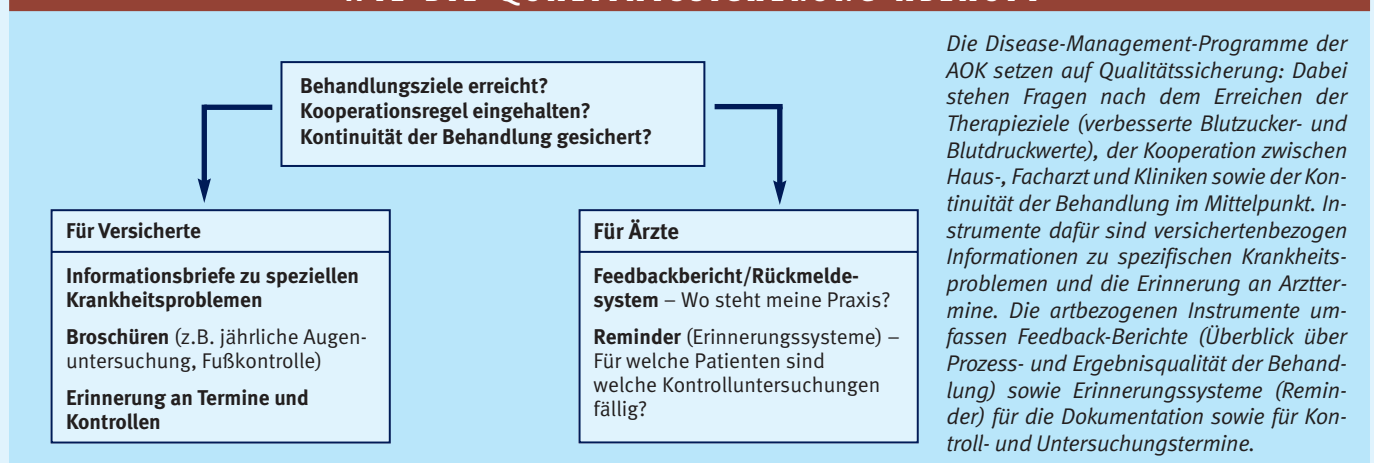 Behandlungsziele erreicht?
Kooperationsregel eingehalten?
Kontinuität der Behandlung gesichert?
Für Versicherte
Informationsbriefe zu speziellen
Krankheitsproblemen
Broschüren (z.B. jährliche Augen-
untersuchung, Fußkontrolle)
Erinnerung an Termine und
Kontrollen
Für Ärzte
Feedbackbericht/Rückmelde-
system – Wo steht meine Praxis?
Reminder (Erinnerungssysteme) –
Für welche Patienten sind
welche Kontrolluntersuchungen
fällig?
Die Disease-Management-Programme der
AOK setzen auf Qualitätssicherung: Dabei
stehen Fragen nach dem Erreichen der
Therapieziele (verbesserte Blutzucker- und
Blutdruckwerte), der Kooperation zwischen
Haus-, Facharzt und Kliniken sowie der Kon-
tinuität der Behandlung im Mittelpunkt. In-
strumente dafür sind versichertenbezogen
Informationen zu spezifischen Krankheits-
problemen und die Erinnerung an Arztter-
mine. Die artbezogenen Instrumente um-
fassen Feedback-Berichte (Überblick über
Prozess- und Ergebnisqualität der Behand-
lung) sowie Erinnerungssysteme (Remin-
der) für die Dokumentation sowie für Kon-
troll- und Untersuchungstermine.